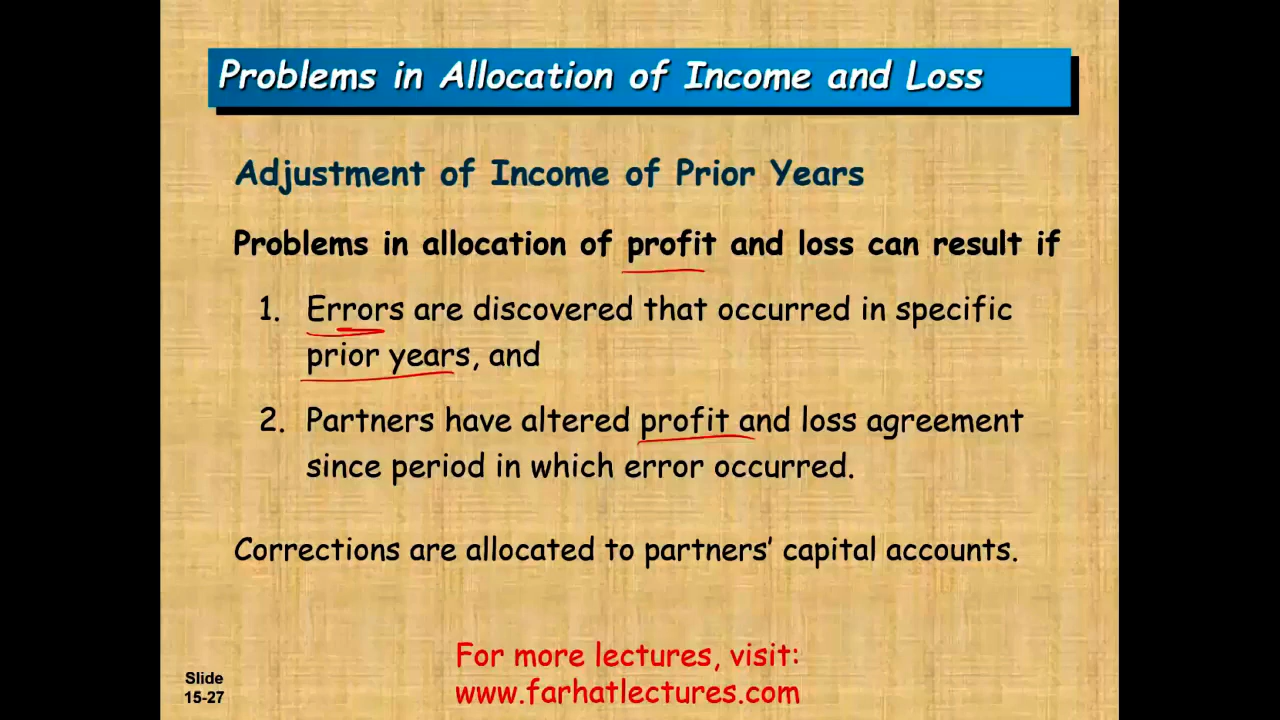 Problems in Allocation of Income and Loss
Adjustment of Income of Prior Years
Problems in allocation of profit and loss can result if
1. Errors are discovered that occurred in specific
prior years, and
2. Partners have altered profit and loss agreement
since period in which error occurred.
Corrections are allocated to partners’ capital accounts.
For more lectures, visit:
www.farhatlectures.com
Slide
15-27